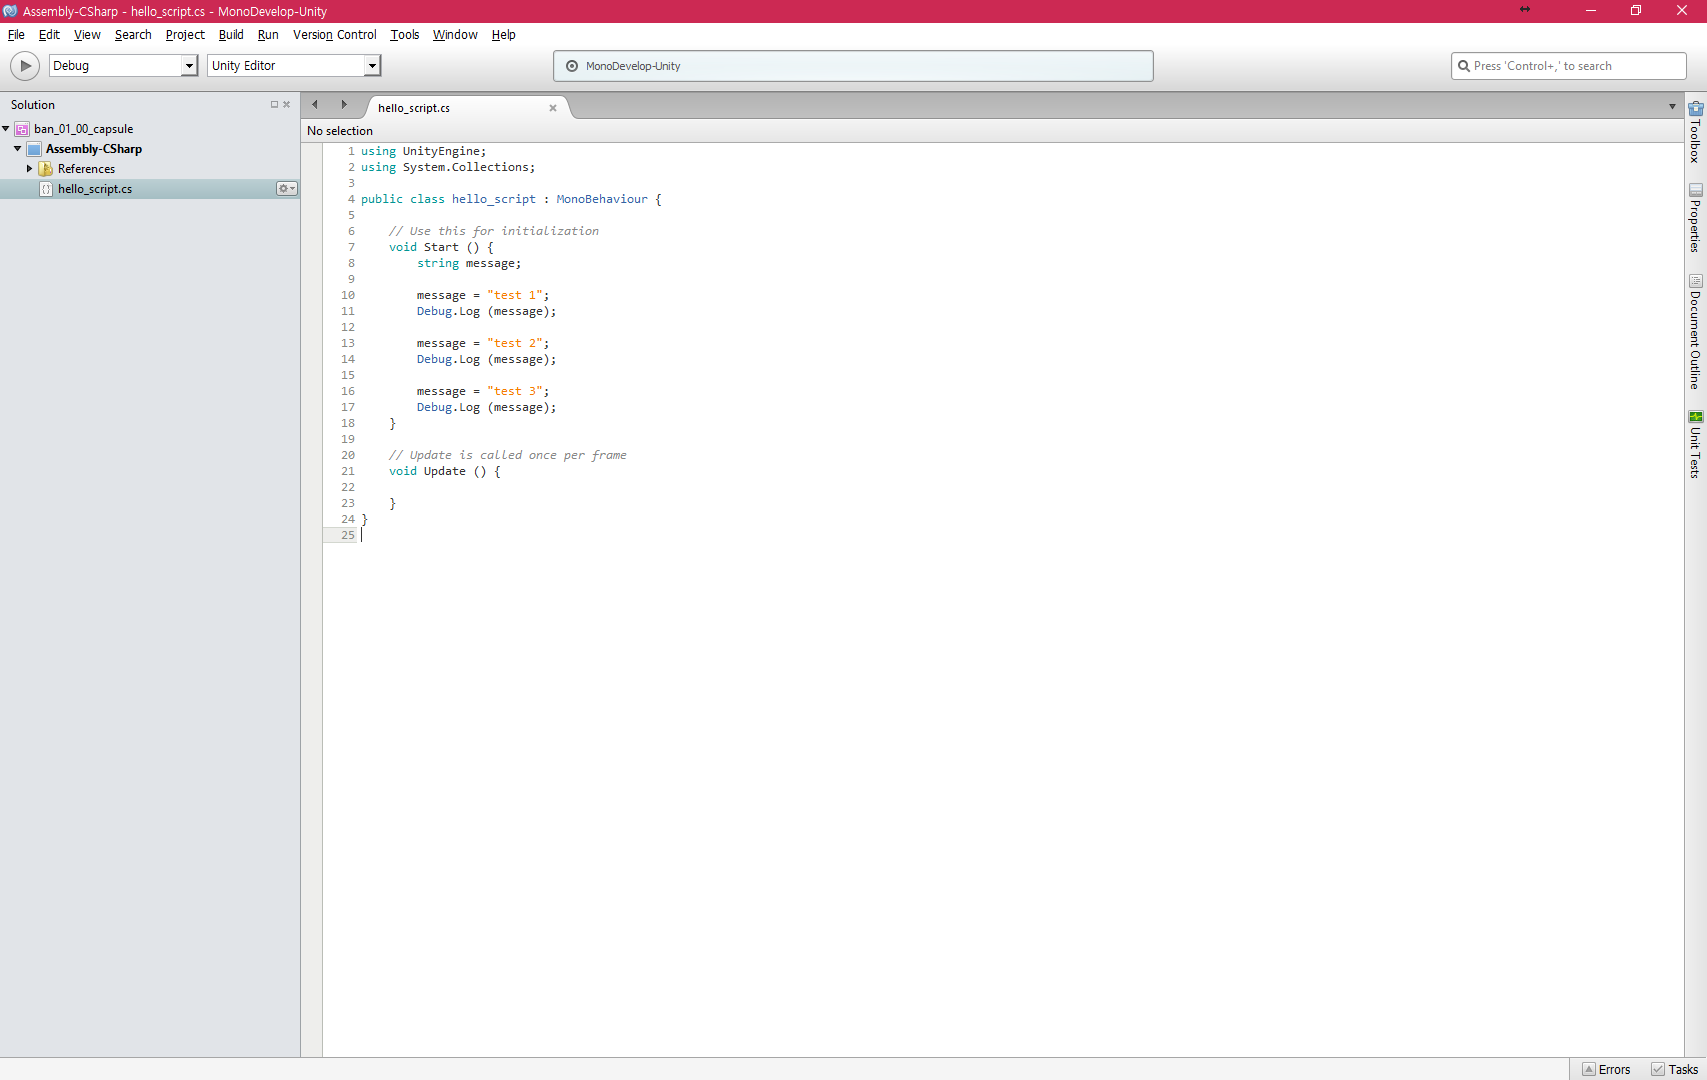 Assembly-CSharp - hello_script.cs - MonoDevelop-Unity
File Edit View Search Project Build Run Version Control Tools Window Help
Debug Unity Editor MonoDevelop-Unity Press 'Control+,' to search
Solution
hello_script.cs
ban_01_00_capsule
Assembly-CSharp
References
hello_script.cs
No selection
1 using UnityEngine;
2 using System.Collections;
3
4 public class hello_script : MonoBehaviour {
5
6     // Use this for initialization
7     void Start () {
8         string message;
9
10         message = "test 1";
11         Debug.Log (message);
12
13         message = "test 2";
14         Debug.Log (message);
15
16         message = "test 3";
17         Debug.Log (message);
18     }
19
20     // Update is called once per frame
21     void Update () {
22
23     }
24 }
25
Toolbox
Properties
Document Outline
Unit Tests
Errors Tasks